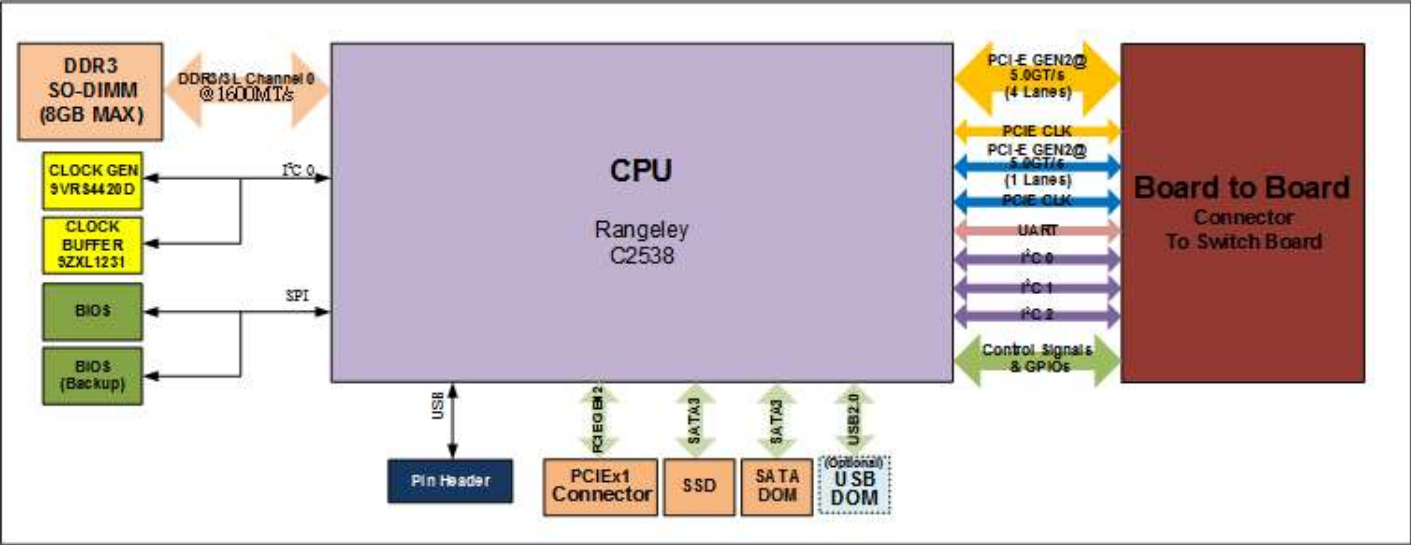 DDR3
SO-DIMM
(8GB MAX)
DDR3/3L Channel 0
@ 1600MT/s
CLOCK GEN
9VRS4420D
I²C 0
CLOCK
BUFFER
9ZXL1231
BIOS
SPI
BIOS
(Backup)
CPU
Rangeley
C2538
PCI-E GEN2@
5.0GT/s
(4 Lanes)
PCIE CLK
PCI-E GEN2@
5.0GT/s
(1 Lanes)
PCIE CLK
UART
I²C 0
I²C 1
I²C 2
Control Signals
& GPIOs
Board to Board
Connector
To Switch Board
USB
SATA3
SATA3
USB2.0
Pin Header
PCIEx1
Connector
SSD
SATA
DOM
(Optional)
USB
DOM